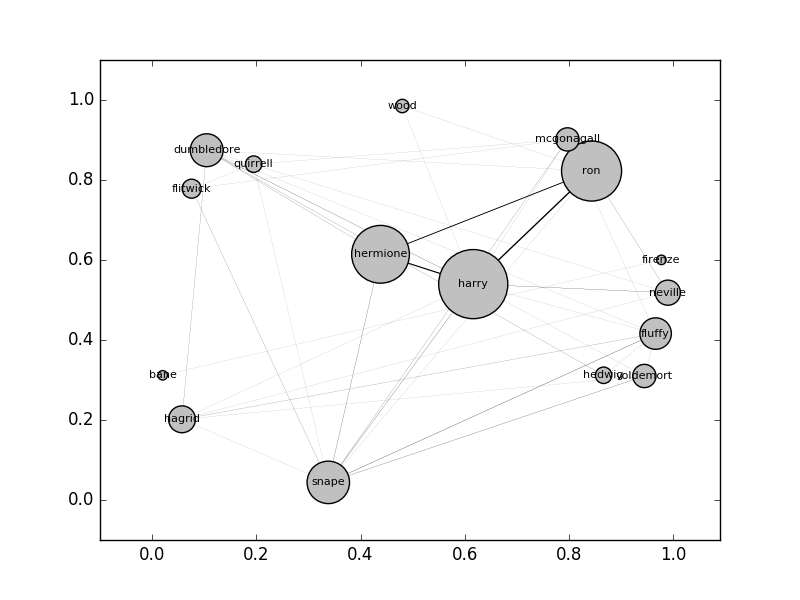 1.0
0.8
0.6
0.4
0.2
0.0
wood
mcgonagall
dumbledore
quirrell
ron
flitwick
hermione
firenze
harry
neville
fluffy
bane
hedwig
voldemort
hagrid
snape
0.0 0.2 0.4 0.6 0.8 1.0